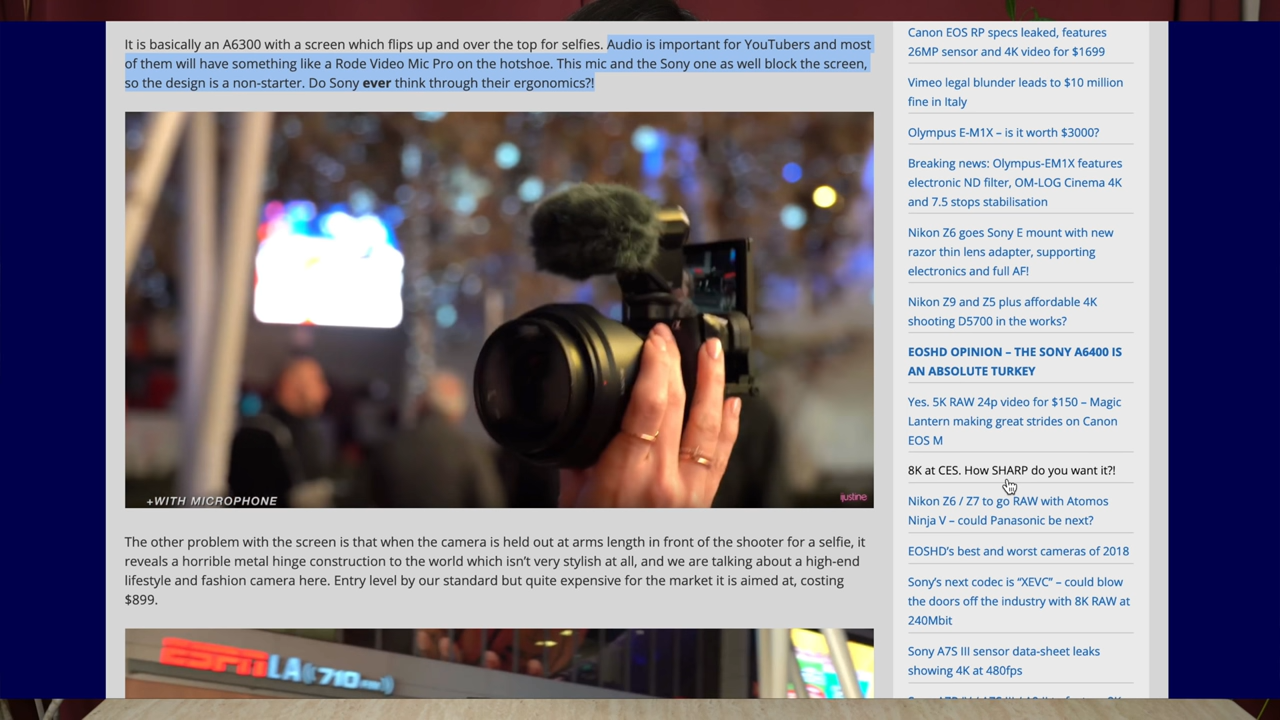 It is basically an A6300 with a screen which flips up and over the top for selfies. Audio is important for YouTubers and most
of them will have something like a Rode Video Mic Pro on the hotshoe. This mic and the Sony one as well block the screen,
so the design is a non-starter. Do Sony ever think through their ergonomics?!
+WITH MICROPHONE
ijustine
The other problem with the screen is that when the camera is held out at arms length in front of the shooter for a selfie, it
reveals a horrible metal hinge construction to the world which isn’t very stylish at all, and we are talking about a high-end
lifestyle and fashion camera here. Entry level by our standard but quite expensive for the market it is aimed at, costing
$899.
ESPN LA 710
Canon EOS RP specs leaked, features
26MP sensor and 4K video for $1699
Vimeo legal blunder leads to $10 million
fine in Italy
Olympus E-M1X – is it worth $3000?
Breaking news: Olympus-EM1X features
electronic ND filter, OM-LOG Cinema 4K
and 7.5 stops stabilisation
Nikon Z6 goes Sony E mount with new
razor thin lens adapter, supporting
electronics and full AF!
Nikon Z9 and Z5 plus affordable 4K
shooting D5700 in the works?
EOSHD OPINION – THE SONY A6400 IS
AN ABSOLUTE TURKEY
Yes. 5K RAW 24p video for $150 – Magic
Lantern making great strides on Canon
EOS M
8K at CES. How SHARP do you want it?!
Nikon Z6 / Z7 to go RAW with Atomos
Ninja V – could Panasonic be next?
EOSHD’s best and worst cameras of 2018
Sony’s next codec is “XEVC” – could blow
the doors off the industry with 8K RAW at
240Mbit
Sony A7S III sensor data-sheet leaks
showing 4K at 480fps